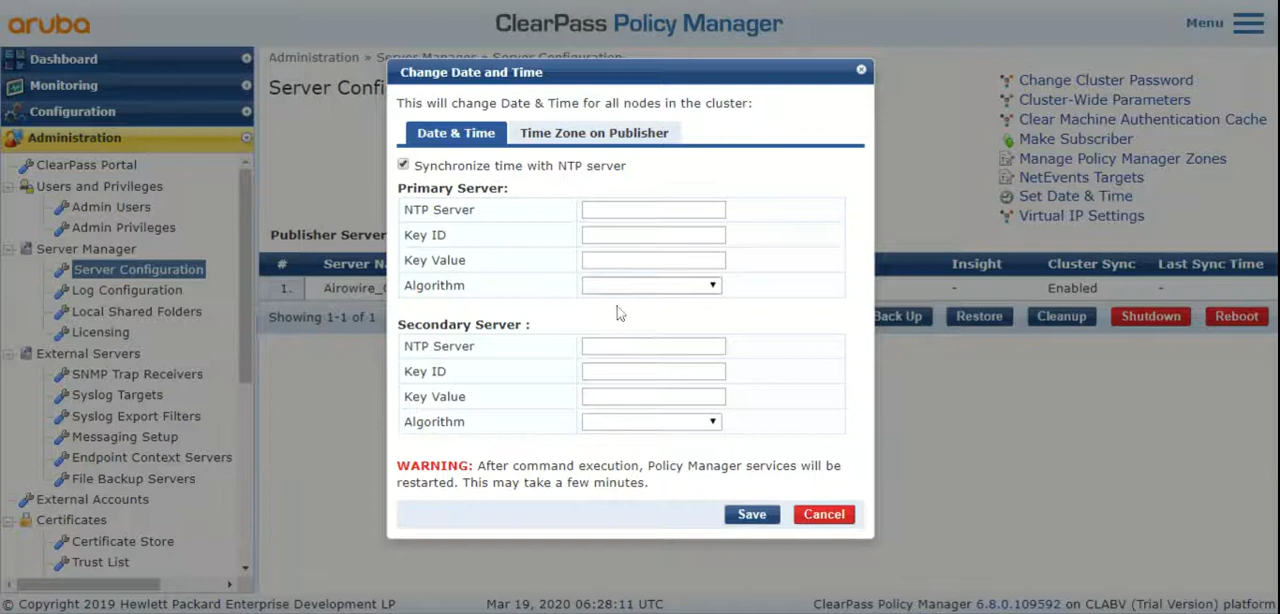 aruba
ClearPass Policy Manager
Menu
Dashboard
Monitoring
Configuration
Administration
ClearPass Portal
Users and Privileges
Admin Users
Admin Privileges
Server Manager
Server Configuration
Log Configuration
Local Shared Folders
Licensing
External Servers
SNMP Trap Receivers
Syslog Targets
Syslog Export Filters
Messaging Setup
Endpoint Context Servers
File Backup Servers
External Accounts
Certificates
Certificate Store
Trust List
Administration » Server Manager » Server Configuration
Server Confi
Change Cluster Password
Cluster-Wide Parameters
Clear Machine Authentication Cache
Make Subscriber
Manage Policy Manager Zones
NetEvents Targets
Set Date & Time
Virtual IP Settings
Publisher Server
# Server N Insight Cluster Sync Last Sync Time
1. Airowire_ - Enabled -
Showing 1-1 of 1 Back Up Restore Cleanup Shutdown Reboot
Change Date and Time
This will change Date & Time for all nodes in the cluster:
Date & Time Time Zone on Publisher
Synchronize time with NTP server
Primary Server:
NTP Server
Key ID
Key Value
Algorithm
Secondary Server :
NTP Server
Key ID
Key Value
Algorithm
WARNING: After command execution, Policy Manager services will be
restarted. This may take a few minutes.
Save Cancel
© Copyright 2019 Hewlett Packard Enterprise Development LP Mar 19, 2020 06:28:11 UTC ClearPass Policy Manager 6.8.0.109592 on CLABV (Trial Version) platform